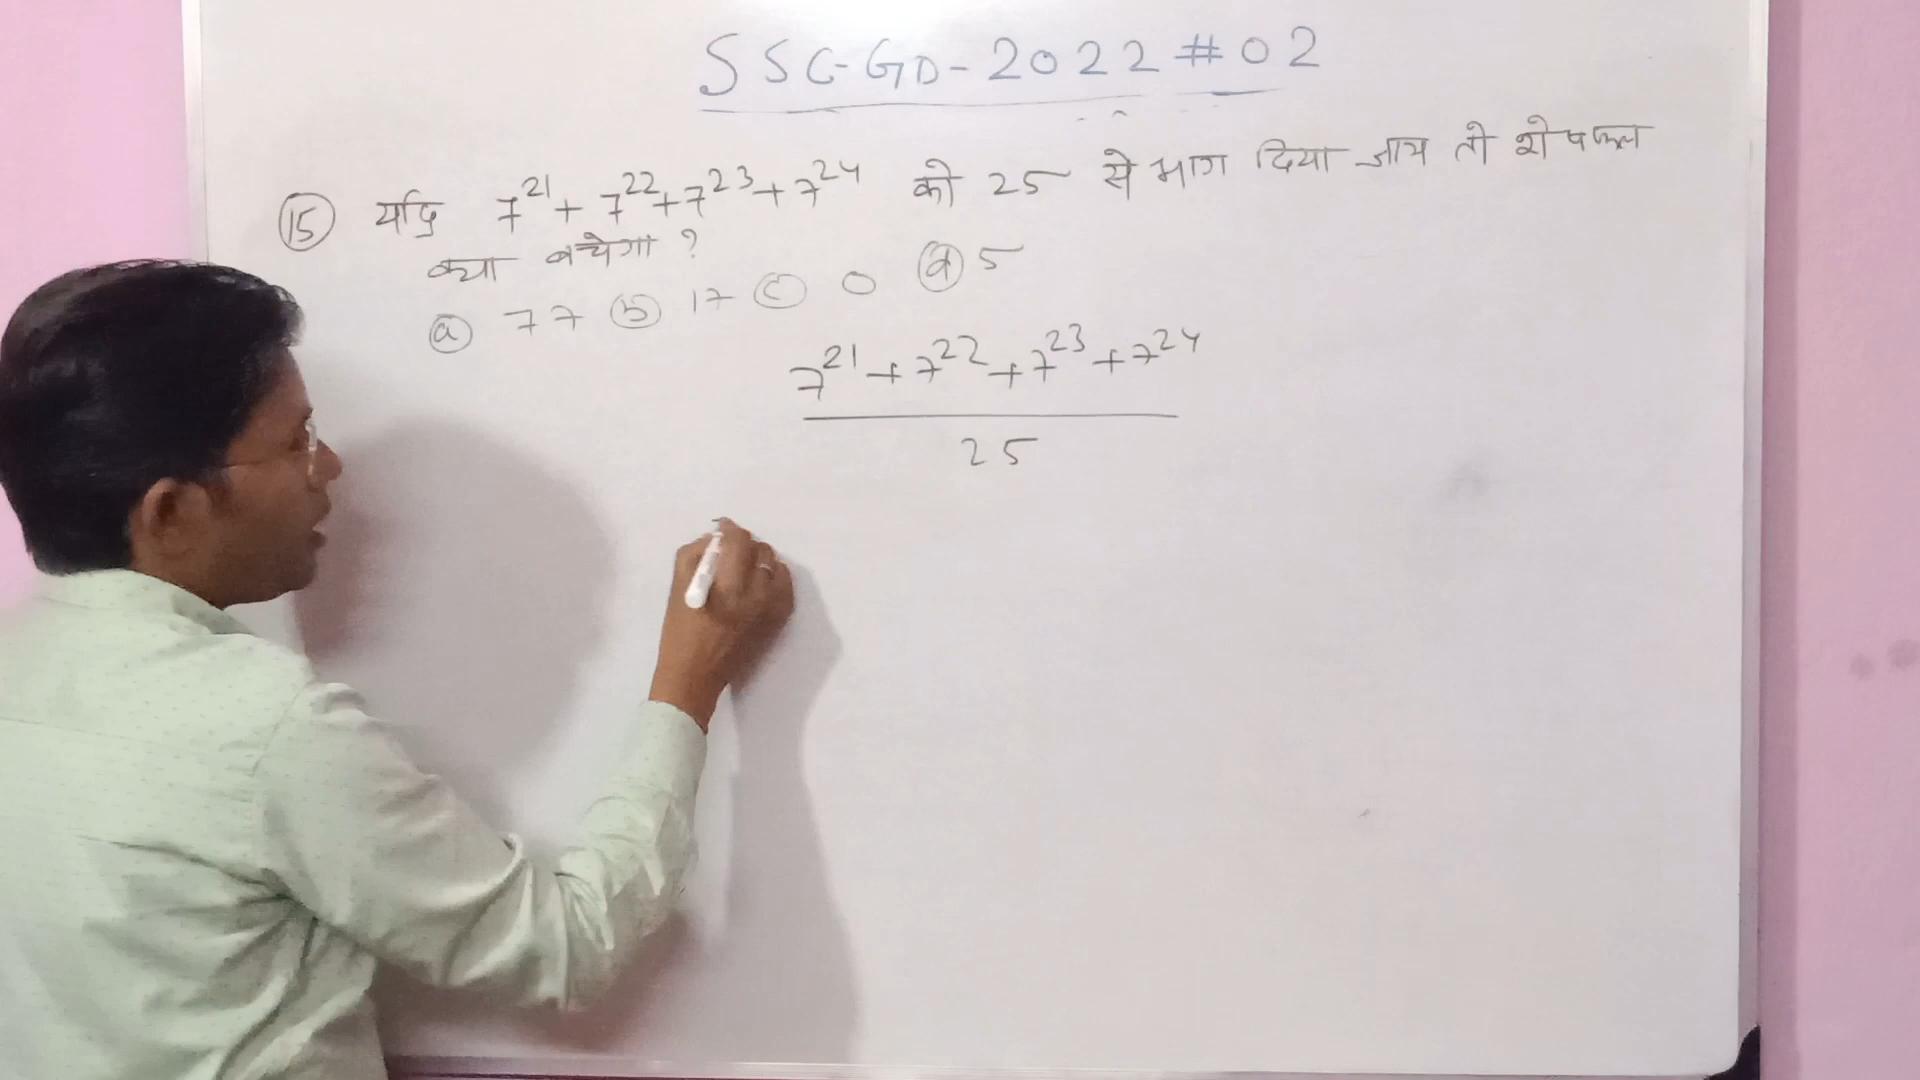 SSC-GD-2022 #02
(15) यदि 7^21 + 7^22 + 7^23 + 7^24 को 25 से भाग दिया जाय तो शेषफल
क्या बचेगा ?
(a) 77 (b) 17 (c) 0 (d) 5
7^21 + 7^22 + 7^23 + 7^24
25